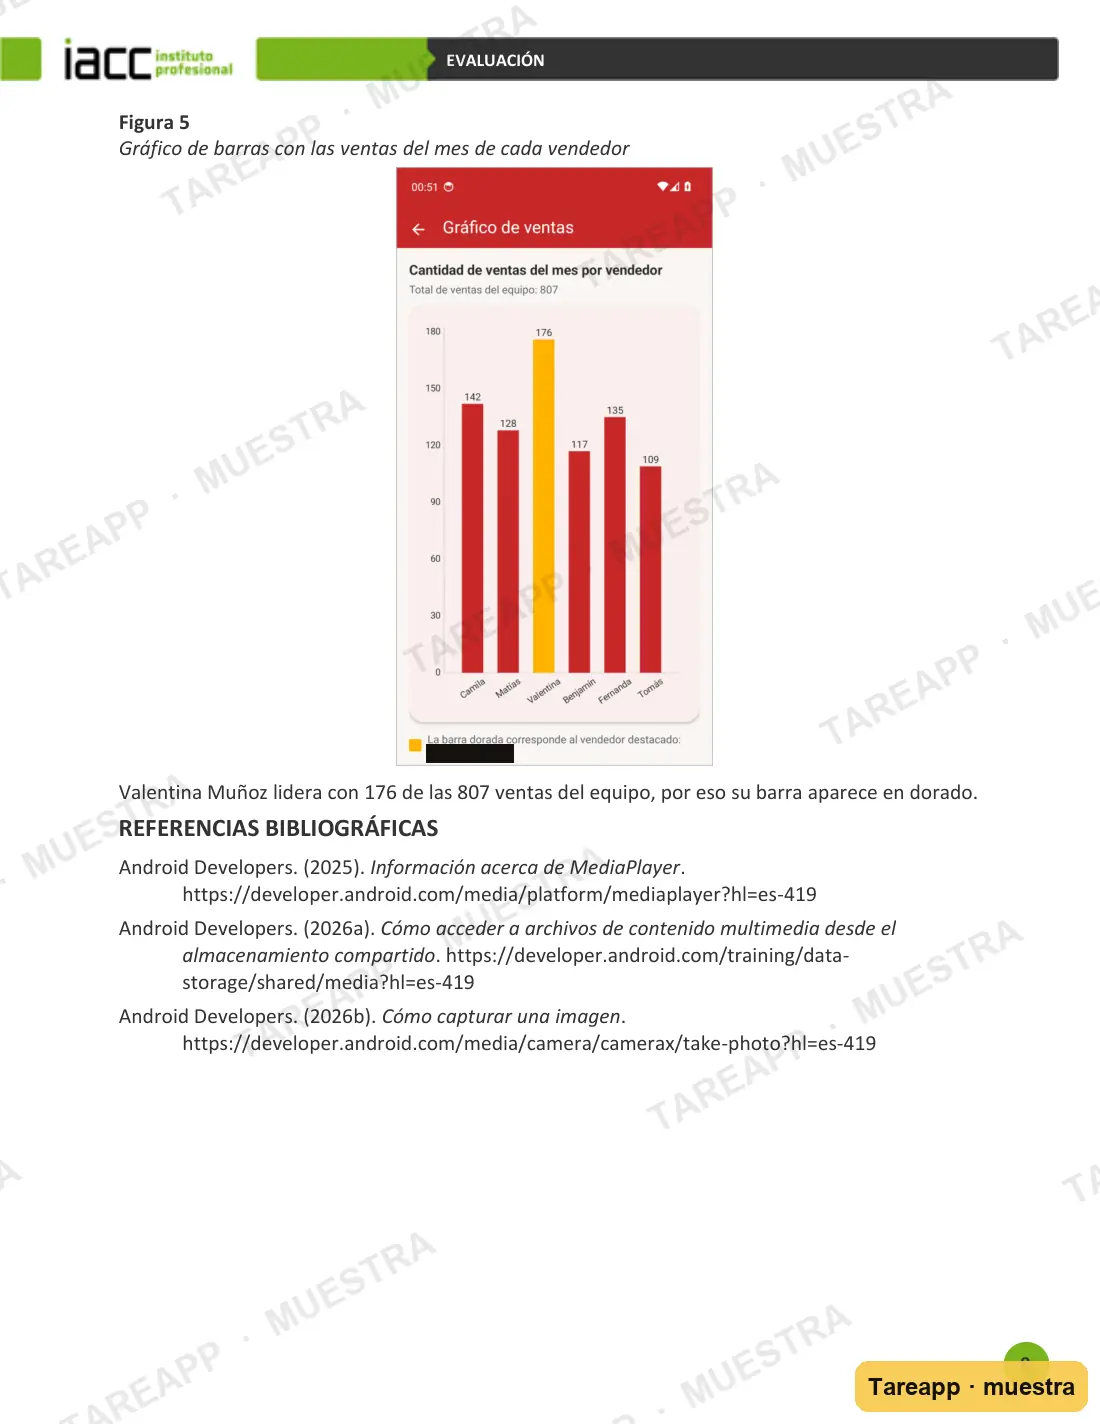 iacc instituto profesional
EVALUACIÓN
Figura 5
Gráfico de barras con las ventas del mes de cada vendedor
00:51
Gráfico de ventas
Cantidad de ventas del mes por vendedor
Total de ventas del equipo: 807
180
150
120
90
60
30
0
142
128
176
117
135
109
Camila
Matías
Valentina
Benjamín
Fernanda
Tomás
La barra dorada corresponde al vendedor destacado:
Valentina Muñoz lidera con 176 de las 807 ventas del equipo, por eso su barra aparece en dorado.
REFERENCIAS BIBLIOGRÁFICAS
Android Developers. (2025). Información acerca de MediaPlayer.
https://developer.android.com/media/platform/mediaplayer?hl=es-419
Android Developers. (2026a). Cómo acceder a archivos de contenido multimedia desde el
almacenamiento compartido. https://developer.android.com/training/data-
storage/shared/media?hl=es-419
Android Developers. (2026b). Cómo capturar una imagen.
https://developer.android.com/media/camera/camerax/take-photo?hl=es-419
Tareapp · muestra
TAREAPP · MUESTRA